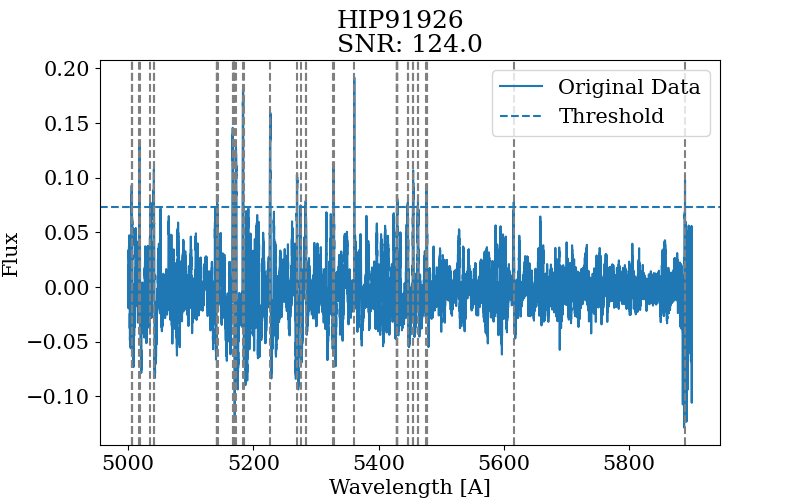 HIP91926
SNR: 124.0
Original Data
Threshold
Flux
0.20
0.15
0.10
0.05
0.00
−0.05
−0.10
5000
5200
5400
5600
5800
Wavelength [A]